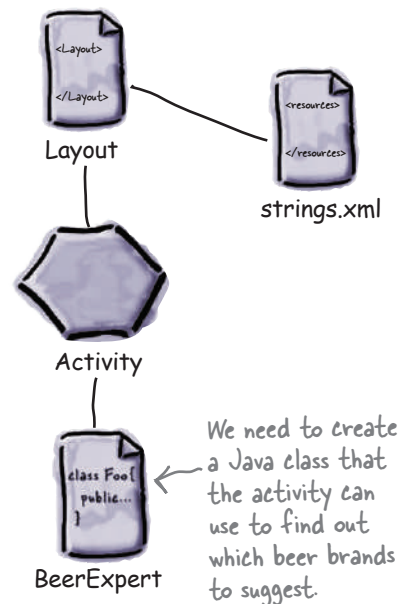 <Layout>
</Layout>
Layout
<resources>
</resources>
strings.xml
Activity
class Foo{
public...
}
BeerExpert
We need to create
a Java class that
the activity can
use to find out
which beer brands
to suggest.